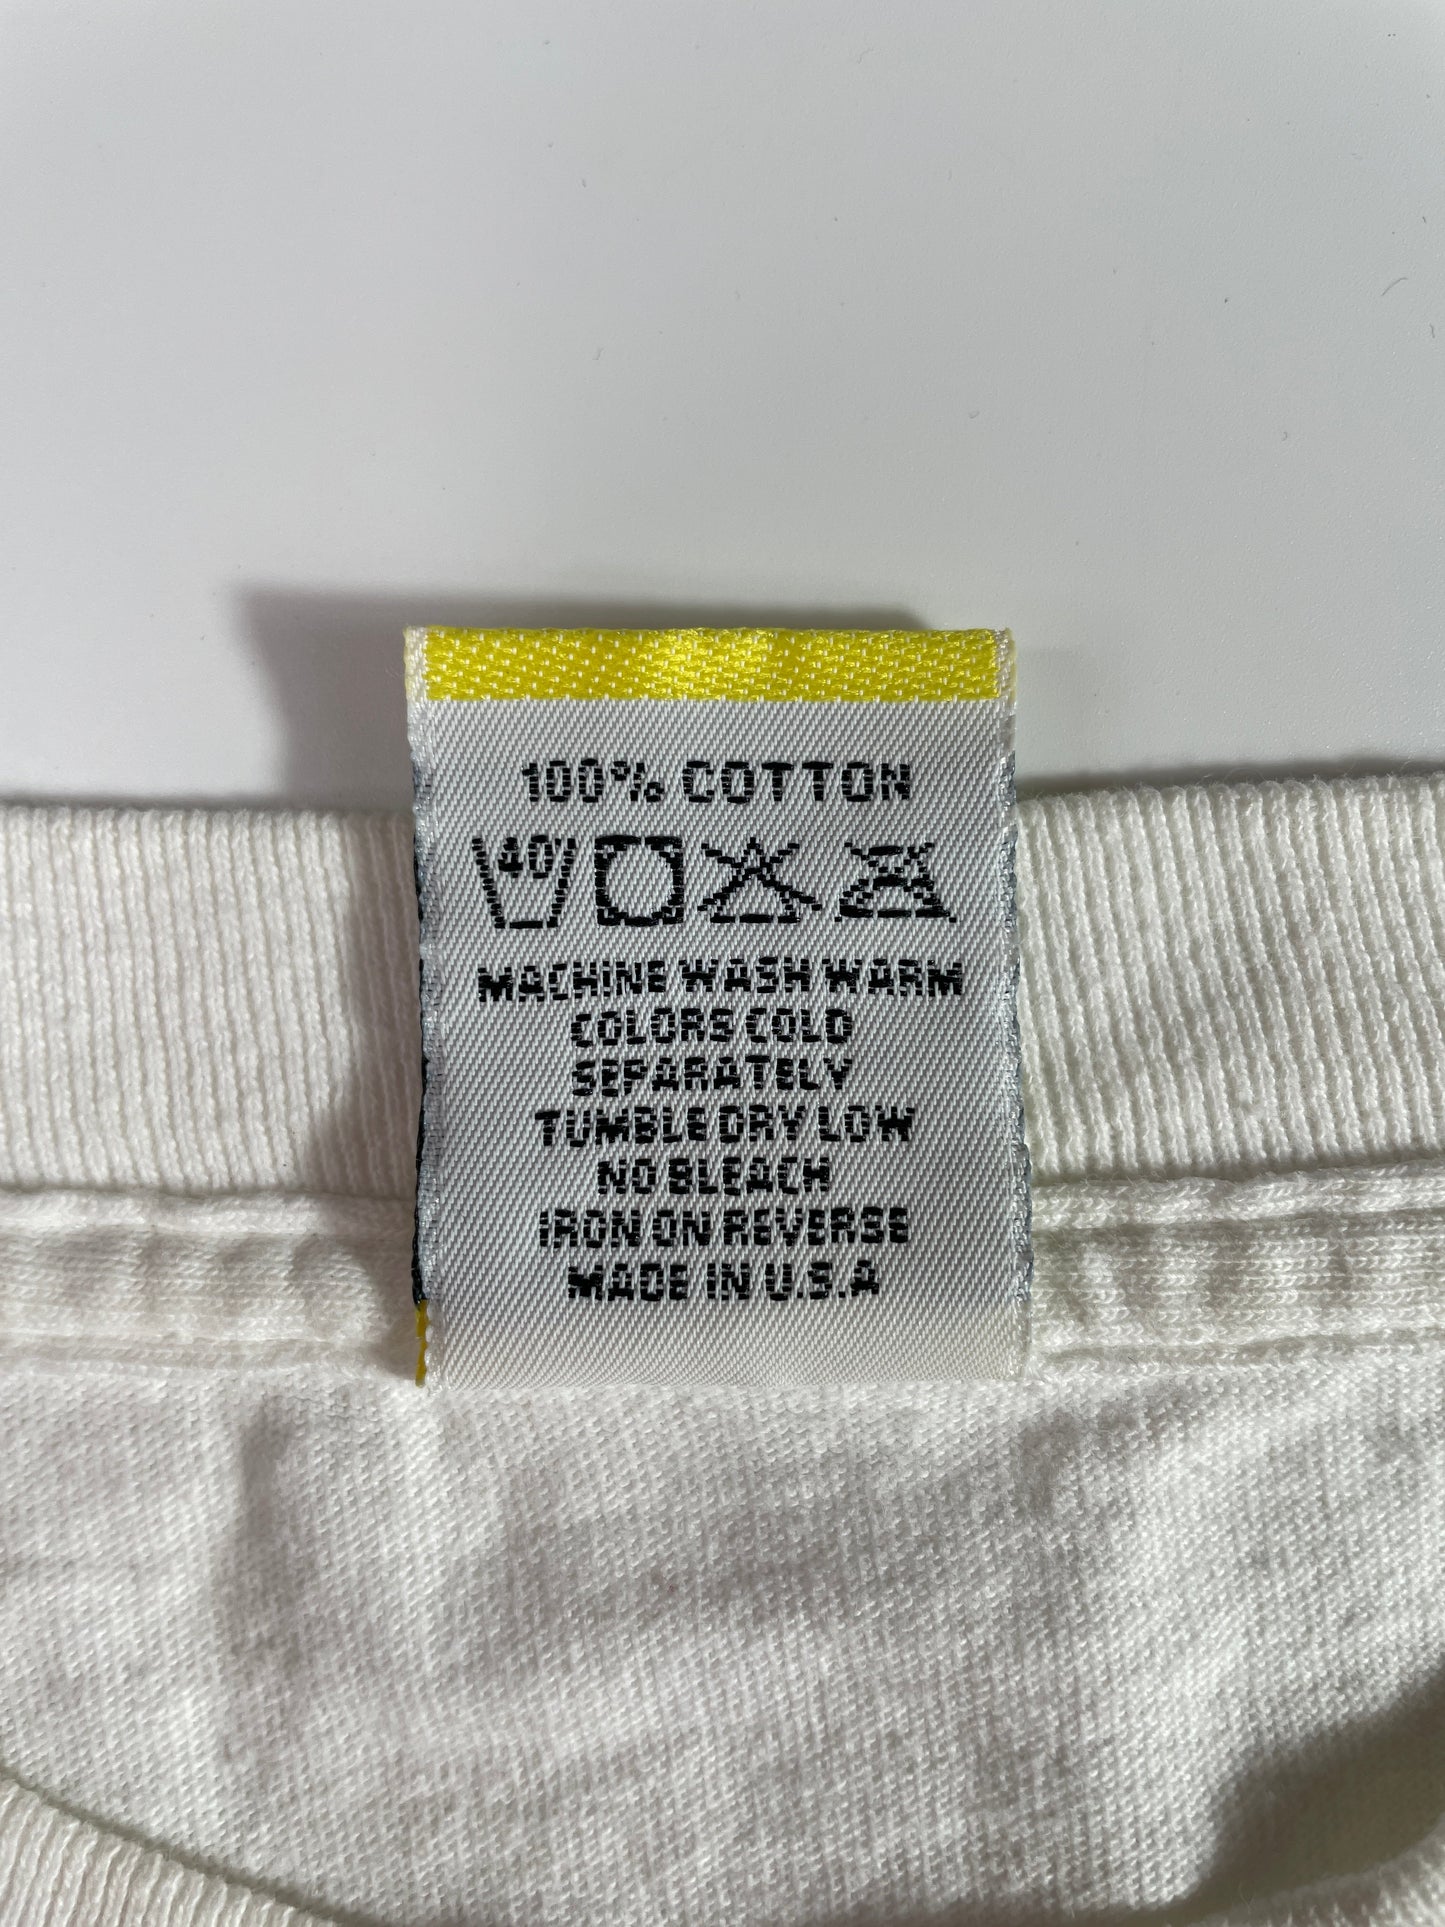 100% COTTON
40
MACHINE WASH WARM
COLORS COLD
SEPARATELY
TUMBLE DRY LOW
NO BLEACH
IRON ON REVERSE
MADE IN U.S.A